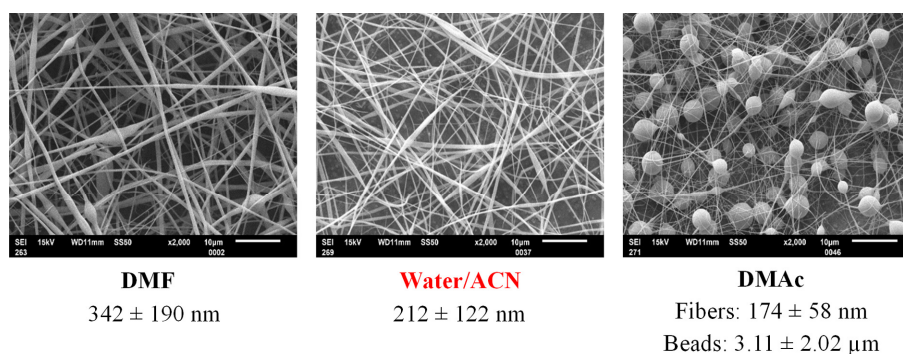 SEI 15kV WD11mm SS50 x2,000 10µm
263 0002
SEI 15kV WD11mm SS50 x2,000 10µm
269 0037
SEI 15kV WD11mm SS50 x2,000 10µm
271 0046
DMF
342 ± 190 nm
Water/ACN
212 ± 122 nm
DMAc
Fibers: 174 ± 58 nm
Beads: 3.11 ± 2.02 µm